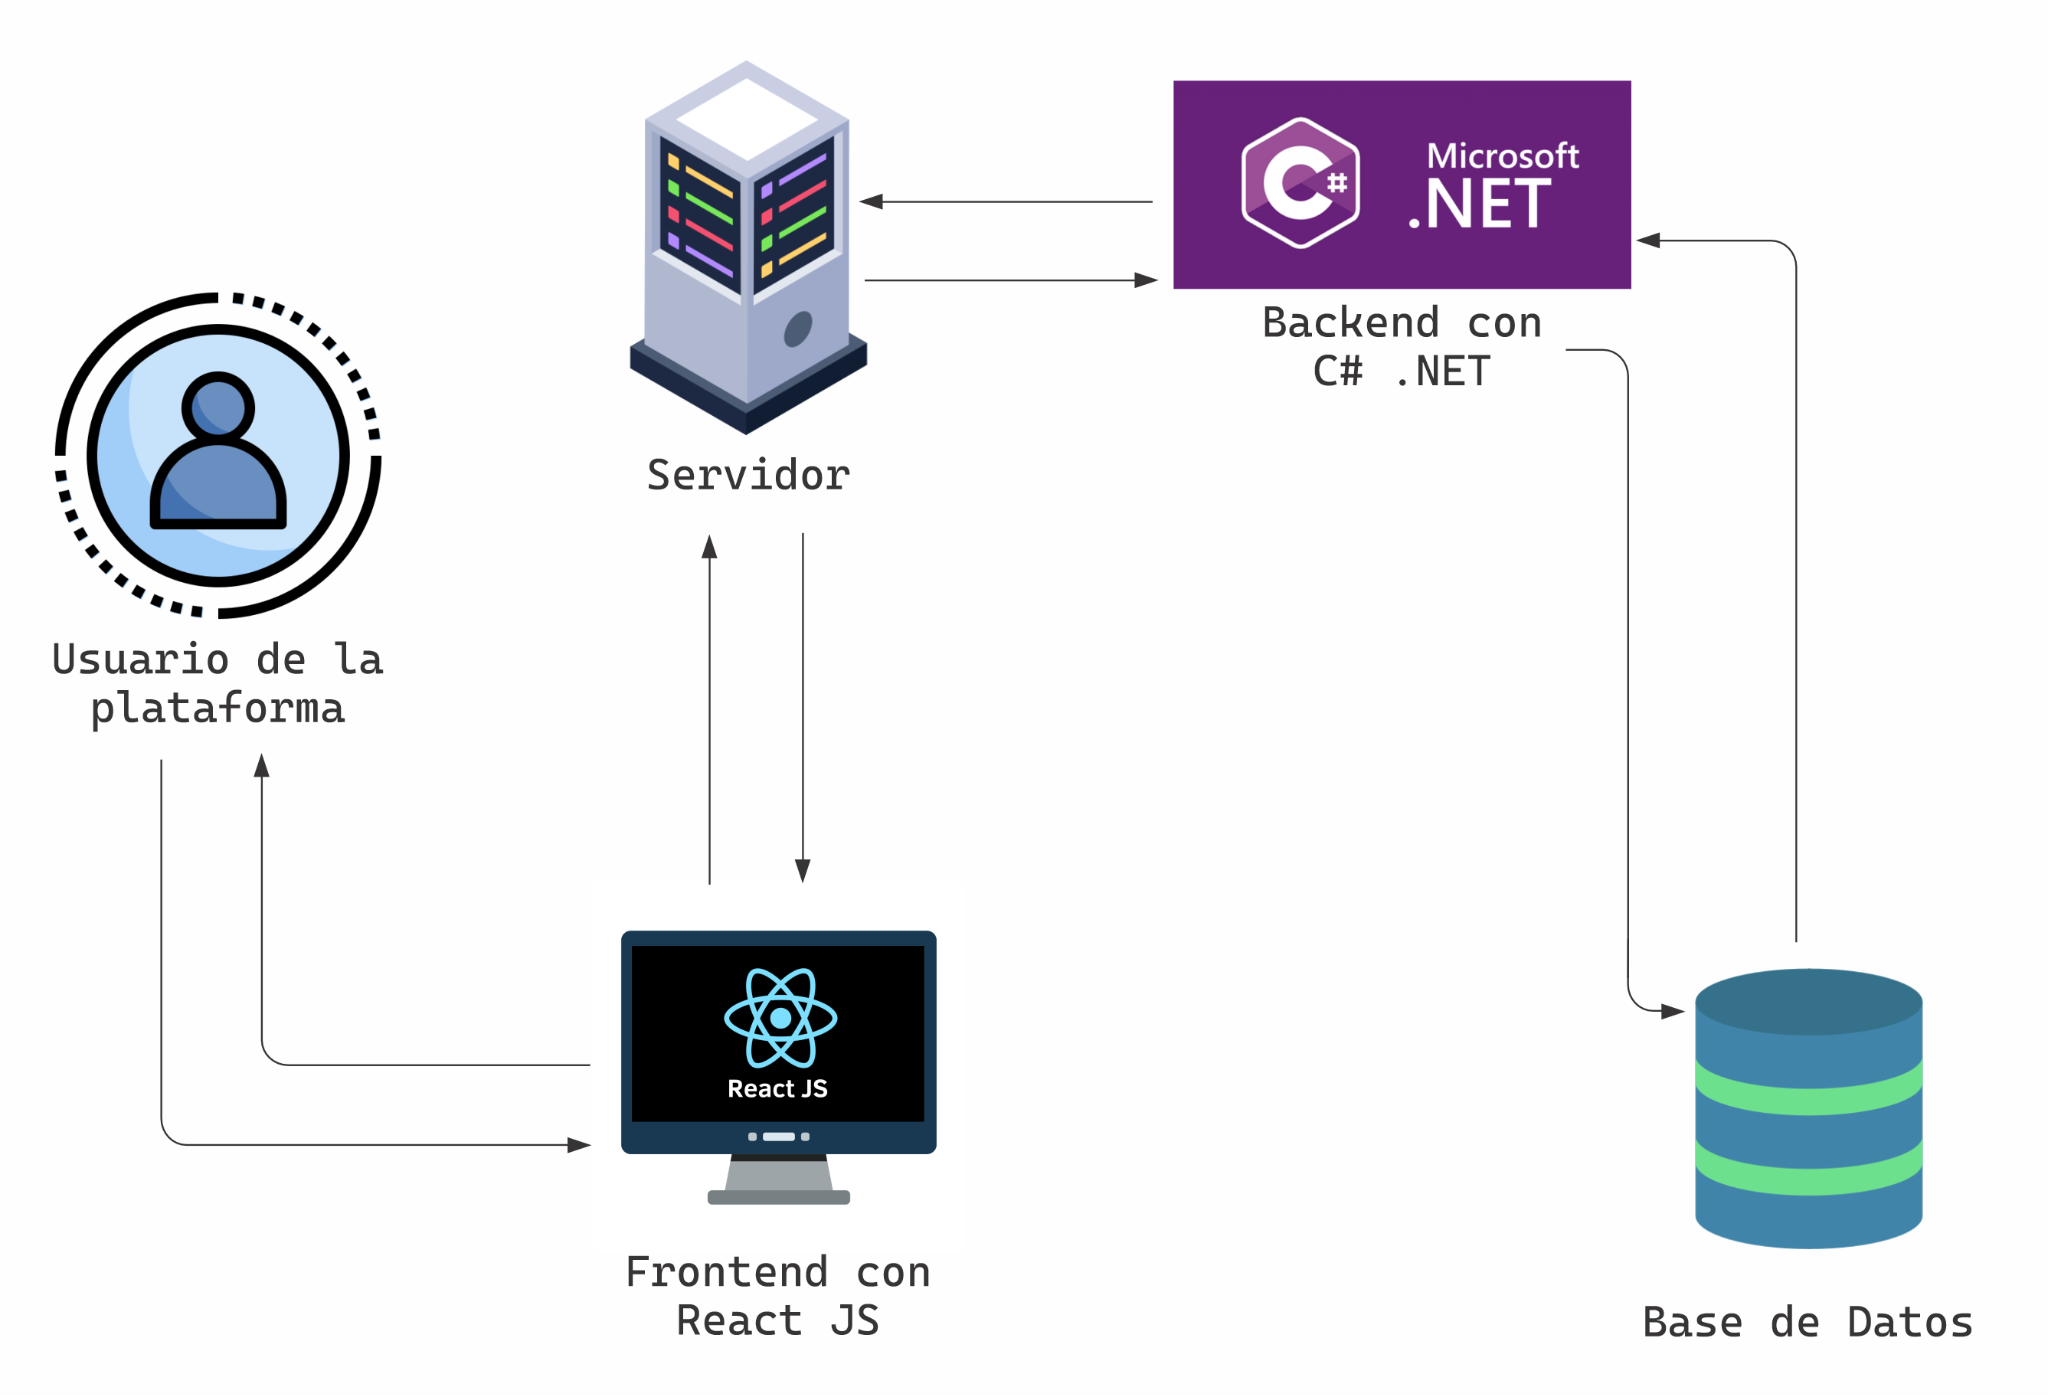 C#
Microsoft
.NET
Backend con
C# .NET
Servidor
Usuario de la
plataforma
React JS
Frontend con
React JS
Base de Datos